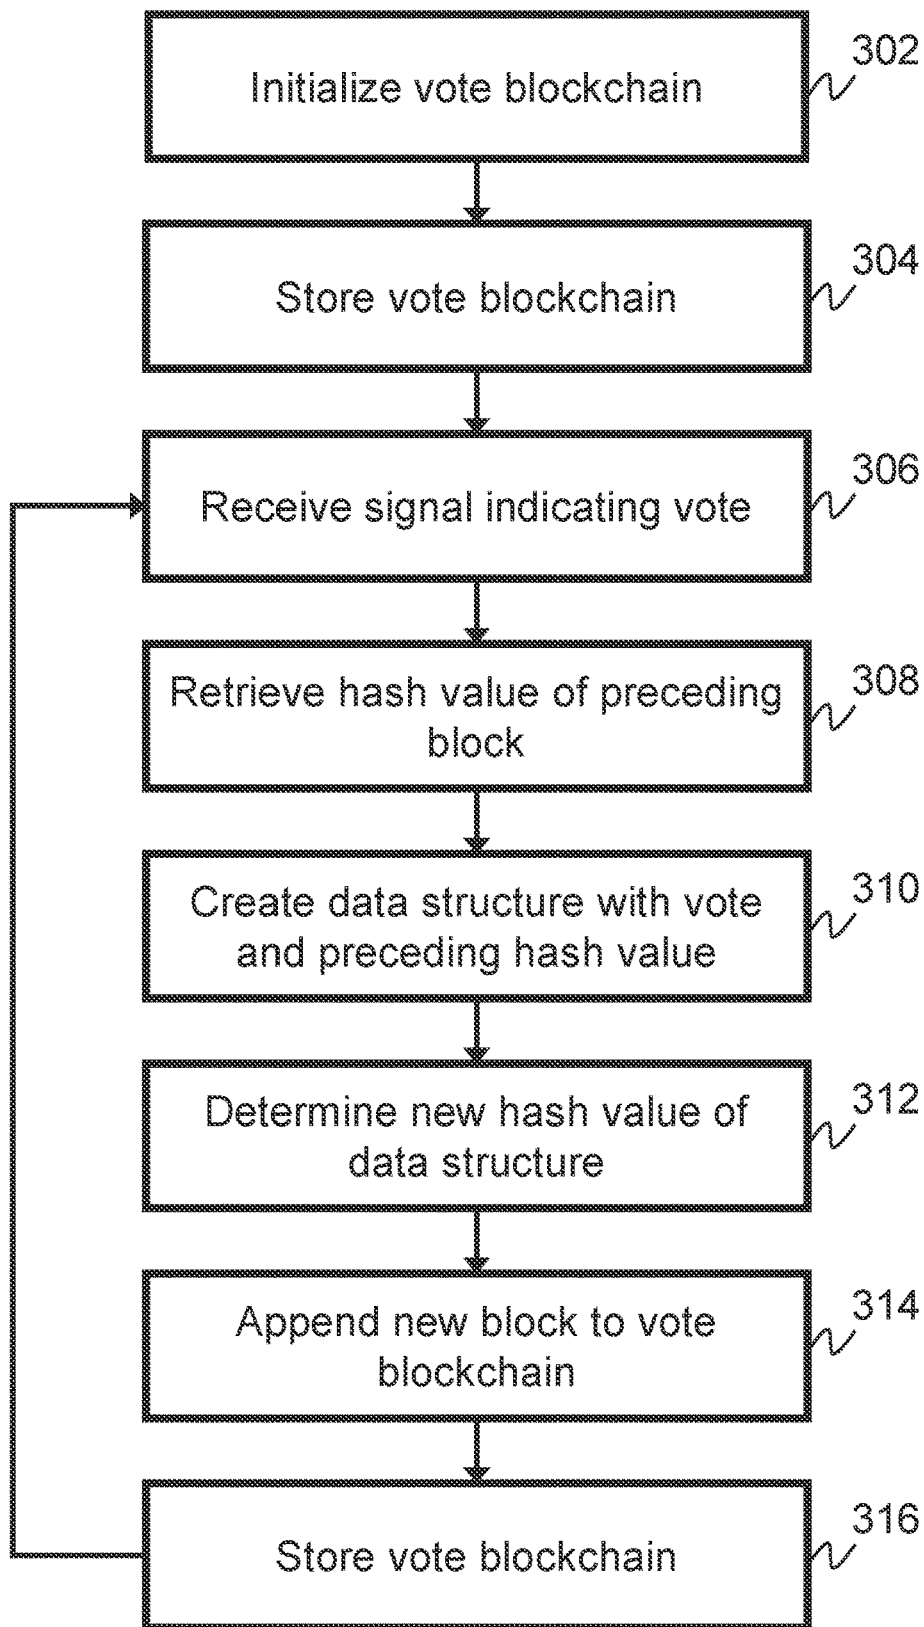 302
Initialize vote blockchain
304
Store vote blockchain
306
Receive signal indicating vote
308
Retrieve hash value of preceding
block
310
Create data structure with vote
and preceding hash value
312
Determine new hash value of
data structure
314
Append new block to vote
blockchain
316
Store vote blockchain